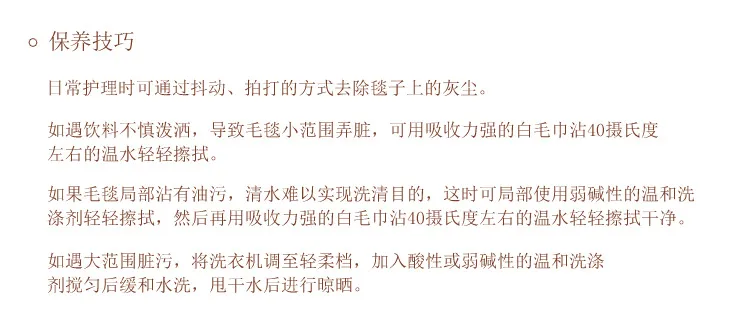 保养技巧
日常护理时可通过抖动、拍打的方式去除毯子上的灰尘。
如遇饮料不慎泼洒，导致毛毯小范围弄脏，可用吸收力强的白毛巾沾40摄氏度
左右的温水轻轻擦拭。
如果毛毯局部沾有油污，清水难以实现洗清目的，这时可局部使用弱碱性的温和洗
涤剂轻轻擦拭，然后再用吸收力强的白毛巾沾40摄氏度左右的温水轻轻擦拭干净。
如遇大范围脏污，将洗衣机调至轻柔档，加入酸性或弱碱性的温和洗涤
剂搅匀后缓和水洗，甩干水后进行晾晒。